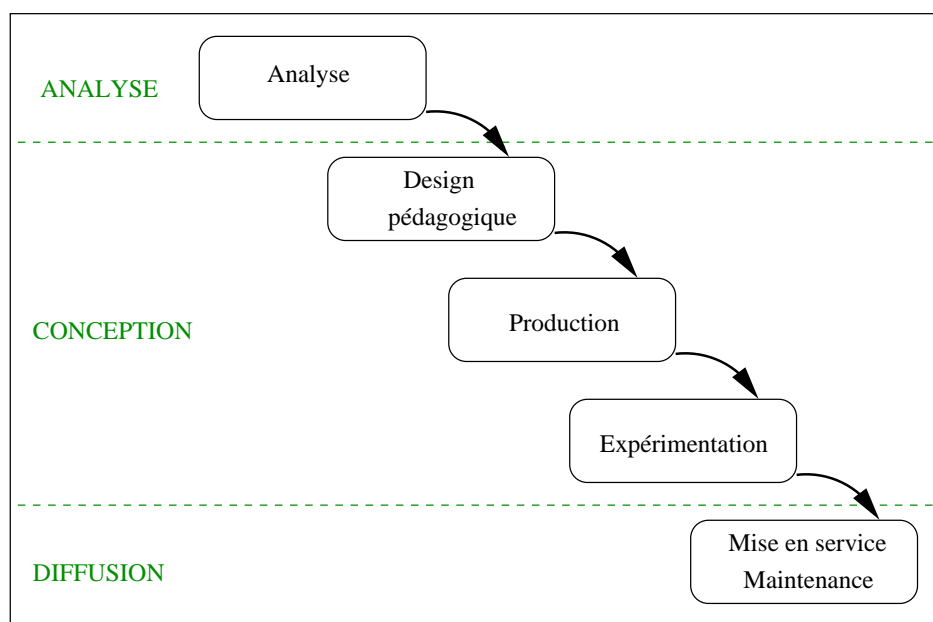 ANALYSE
Analyse
Design
pédagogique
CONCEPTION
Production
Expérimentation
Mise en service
DIFFUSION
Maintenance